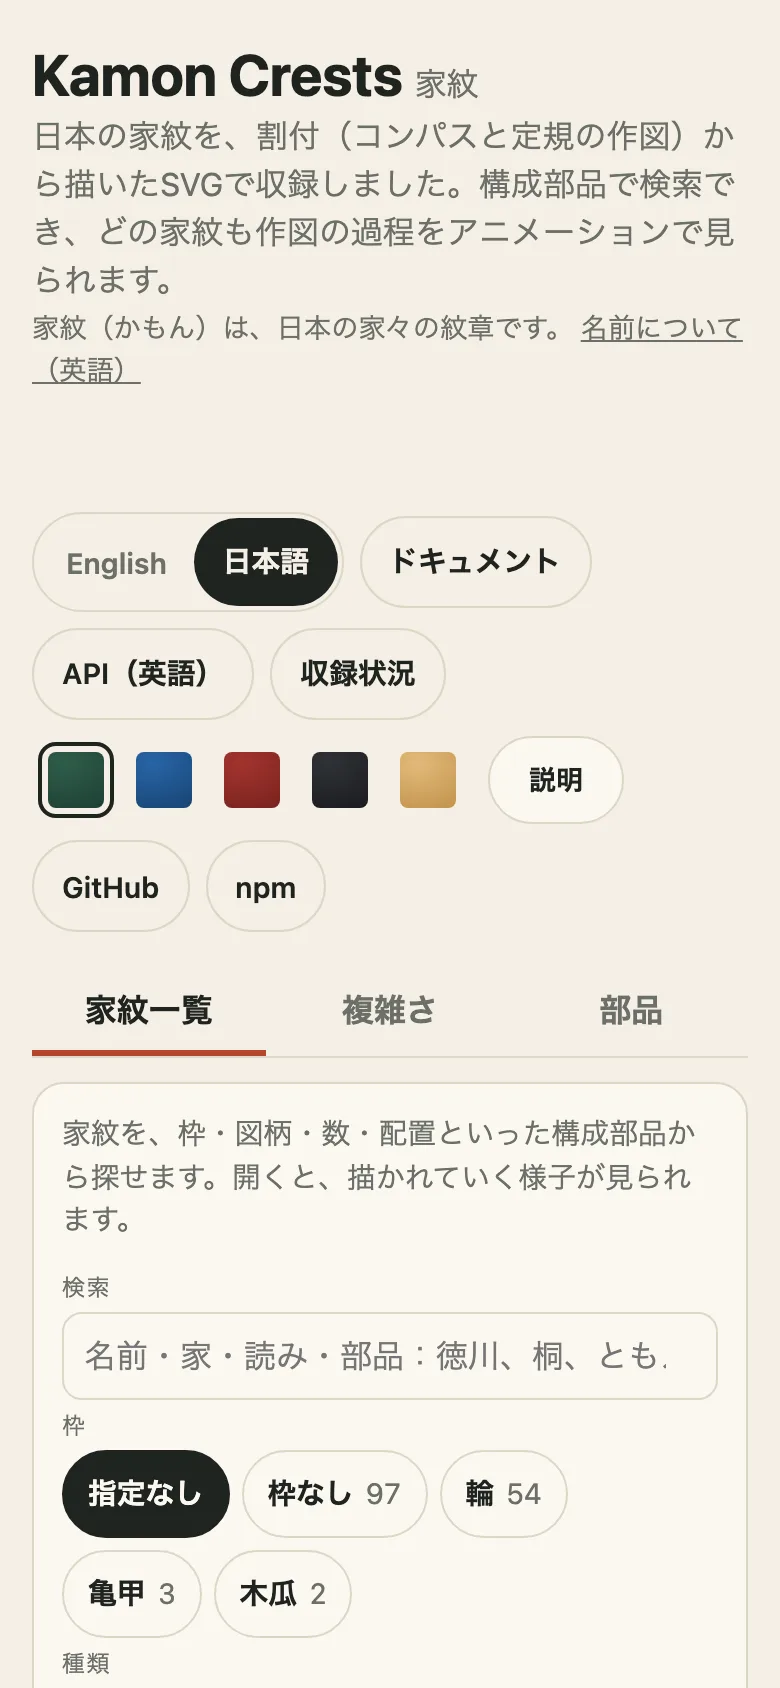 Kamon Crests 家紋
日本の家紋を、割付（コンパスと定規の作図）か
ら描いたSVGで収録しました。構成部品で検索で
き、どの家紋も作図の過程をアニメーションで見
られます。
家紋（かもん）は、日本の家々の紋章です。 名前について
（英語）
English 日本語 ドキュメント
API（英語） 収録状況
説明
GitHub npm
家紋一覧 複雑さ 部品
家紋を、枠・図柄・数・配置といった構成部品か
ら探せます。開くと、描かれていく様子が見られ
ます。
検索
名前・家・読み・部品：徳川、桐、とも.
枠
指定なし 枠なし 97 輪 54
亀甲 3 木瓜 2
種類